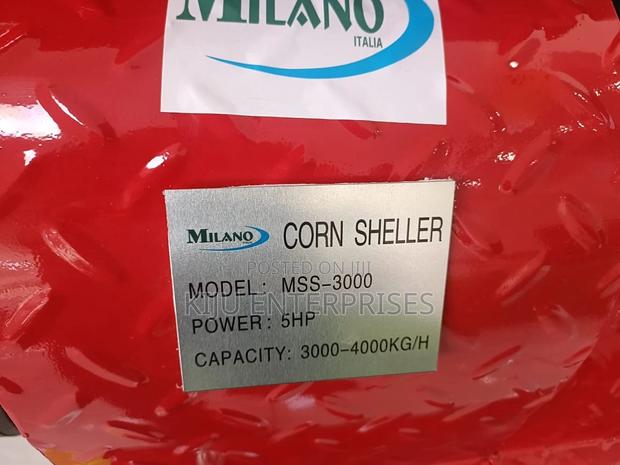 MILANO
ITALIA
MILANO CORN SHELLER
POSTED ON JIJI
MODEL: MSS-3000
KIJU ENTERPRISES
POWER: 5HP
CAPACITY: 3000-4000KG/H